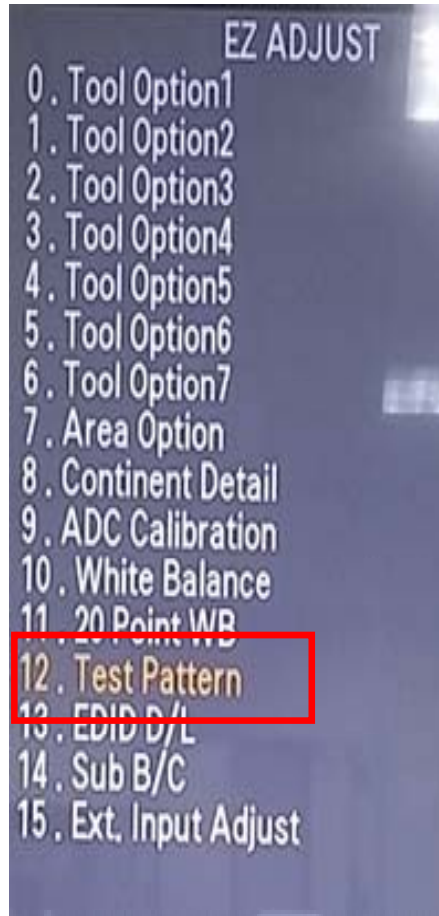 EZ ADJUST
0 . Tool Option1
1 . Tool Option2
2 . Tool Option3
3 . Tool Option4
4 . Tool Option5
5 . Tool Option6
6 . Tool Option7
7 . Area Option
8 . Continent Detail
9 . ADC Calibration
10 . White Balance
11 . 20 Point WB
12 . Test Pattern
13 . EDID D/L
14 . Sub B/C
15 . Ext. Input Adjust